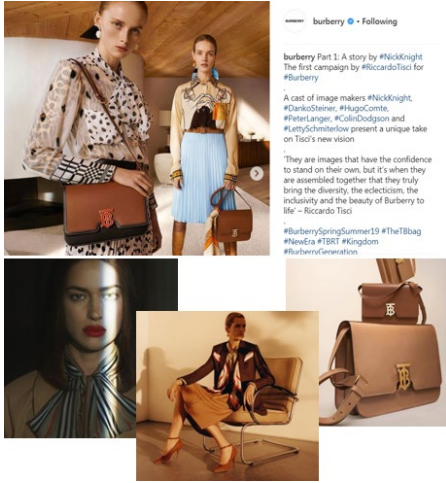 BURBERRY
burberry • Following
burberry Part 1: A story by #NickKnight
The first campaign by #RiccardoTisci for
#Burberry
.
A cast of image makers #NickKnight,
#DankoSteiner, #HugoComte,
#PeterLanger, #ColinDodgson and
#LettySchmiterlow present a unique take
on Tisci's new vision
.
'They are images that have the confidence
to stand on their own, but it's when they
are assembled together that they truly
bring the diversity, the eclecticism, the
inclusivity and the beauty of Burberry to
life' – Riccardo Tisci
.
#BurberrySpringSummer19 #TheTBbag
#NewEra #TBRT #Kingdom
#BurberryGeneration